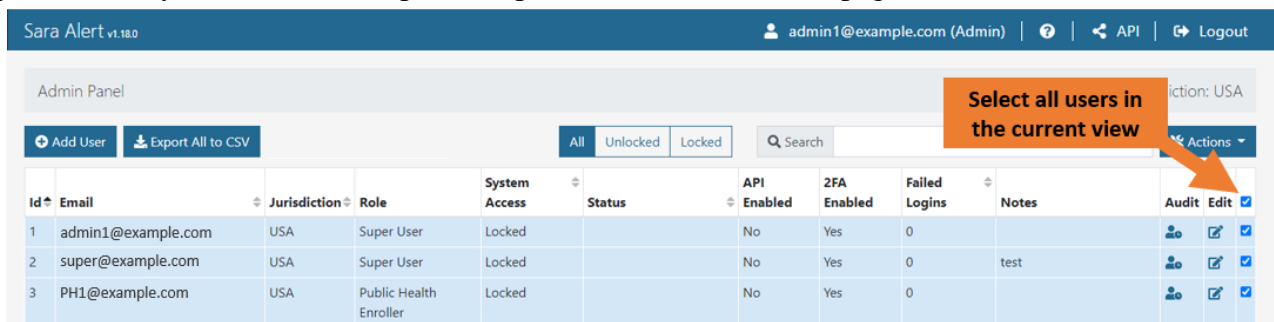 Sara Alert v1.18.0 admin1@example.com (Admin) API Logout
Admin Panel
Select all users in
the current view
iction: USA
Add User Export All to CSV All Unlocked Locked Search Actions
Id Email Jurisdiction Role System Access Status API Enabled 2FA Enabled Failed Logins Notes Audit Edit
1 admin1@example.com USA Super User Locked No Yes 0
2 super@example.com USA Super User Locked No Yes 0 test
3 PH1@example.com USA Public Health Enroller Locked No Yes 0